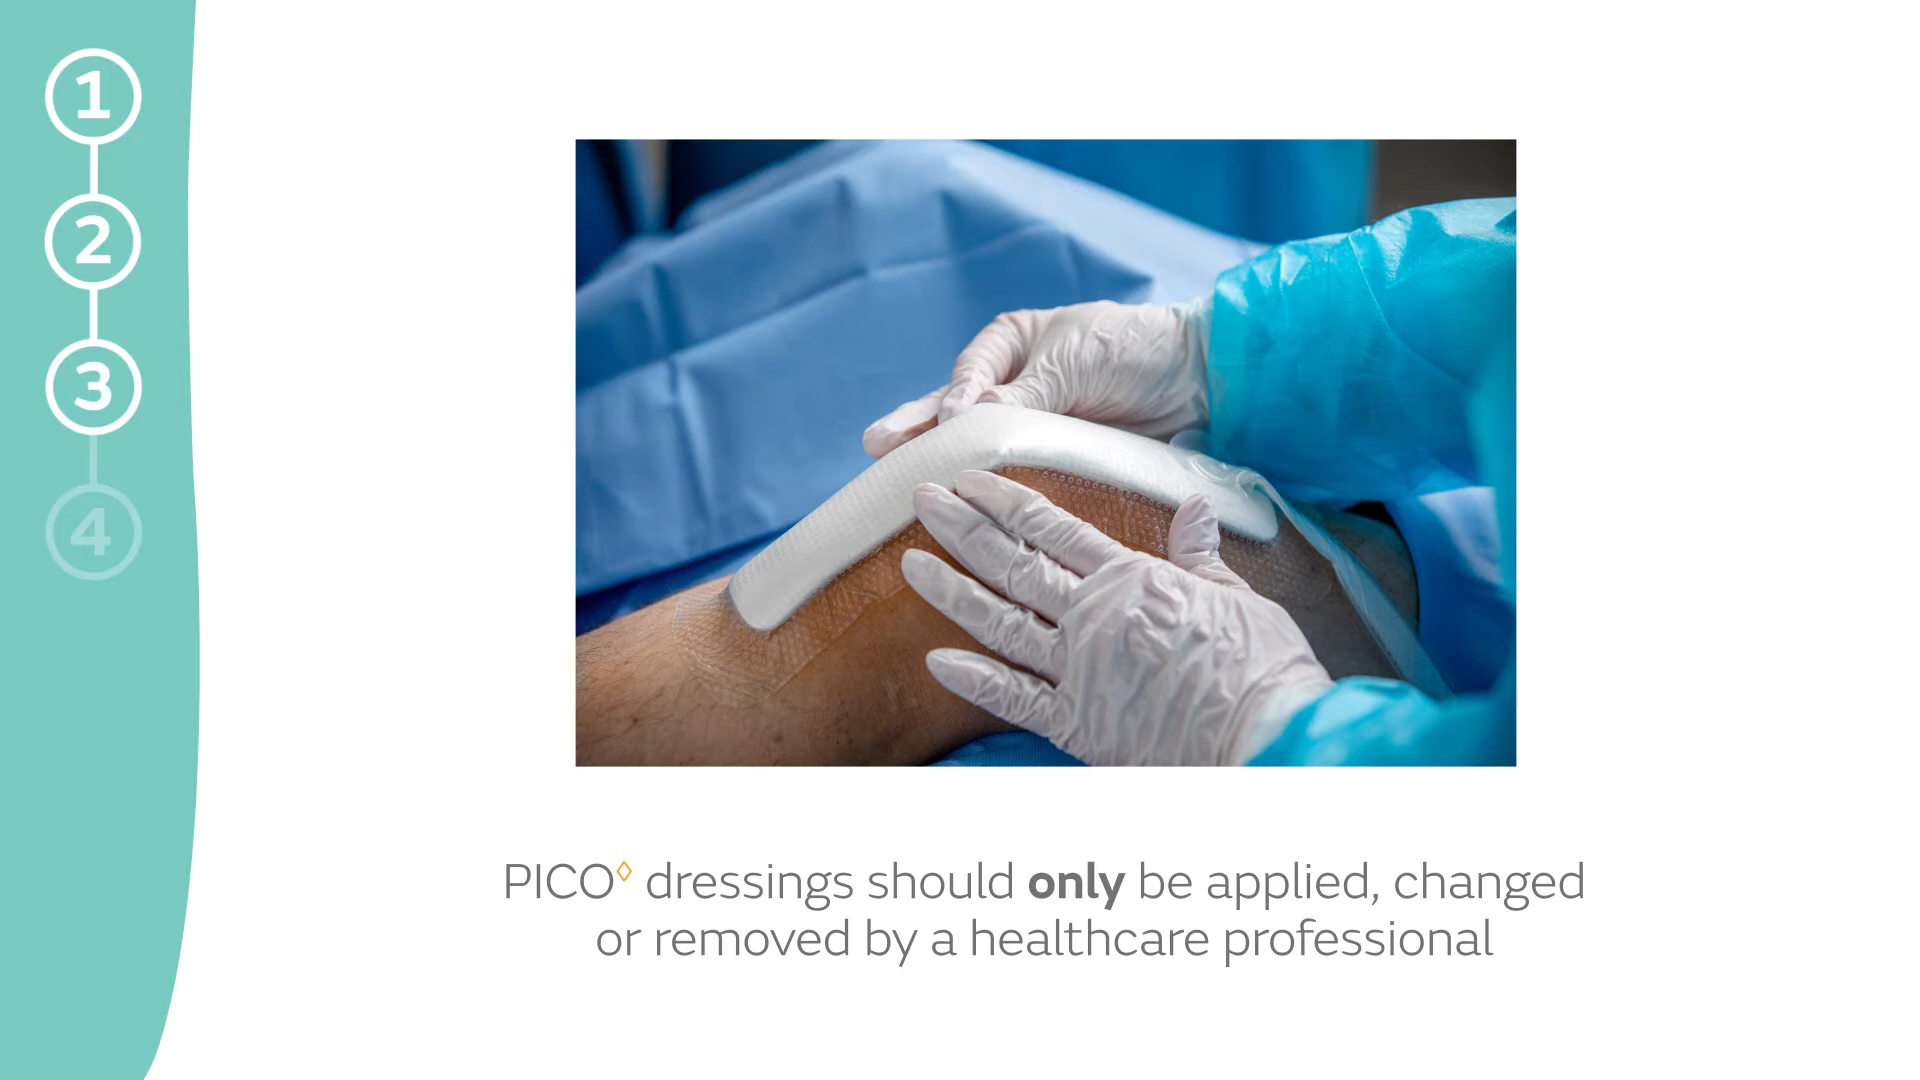 1
2
3
4
PICO◊ dressings should only be applied, changed
or removed by a healthcare professional